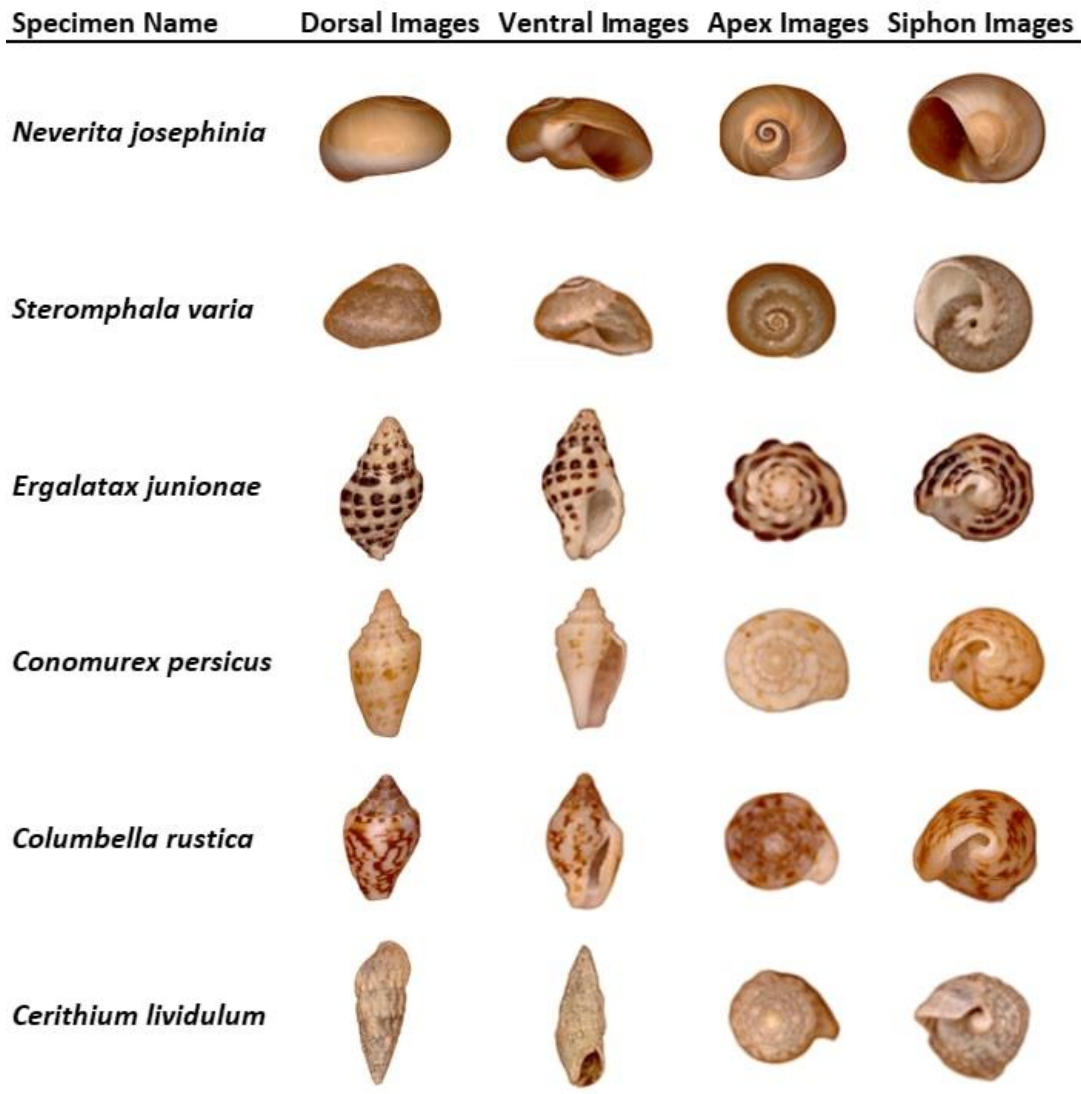 Specimen Name Dorsal Images Ventral Images Apex Images Siphon Images
Neverita josephinia
Steromphala varia
Ergalatax junionae
Conomurex persicus
Columbella rustica
Cerithium lividulum